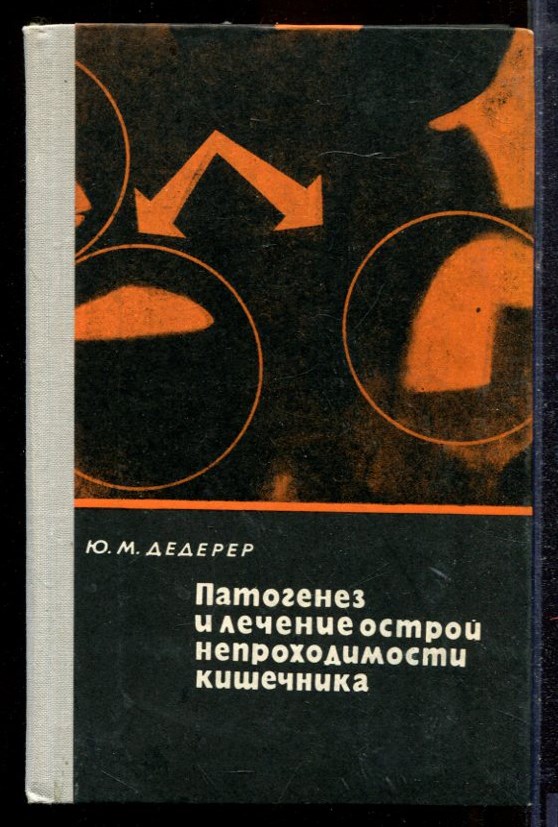 Ю. М. ДЕДЕРЕР
Патогенез
и лечение острой
непроходимости
кишечника